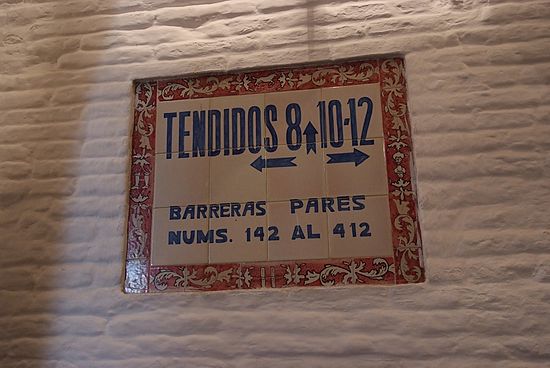 TENDIDOS 8-10-12
BARRERAS PARES
NUMS. 142 AL 412